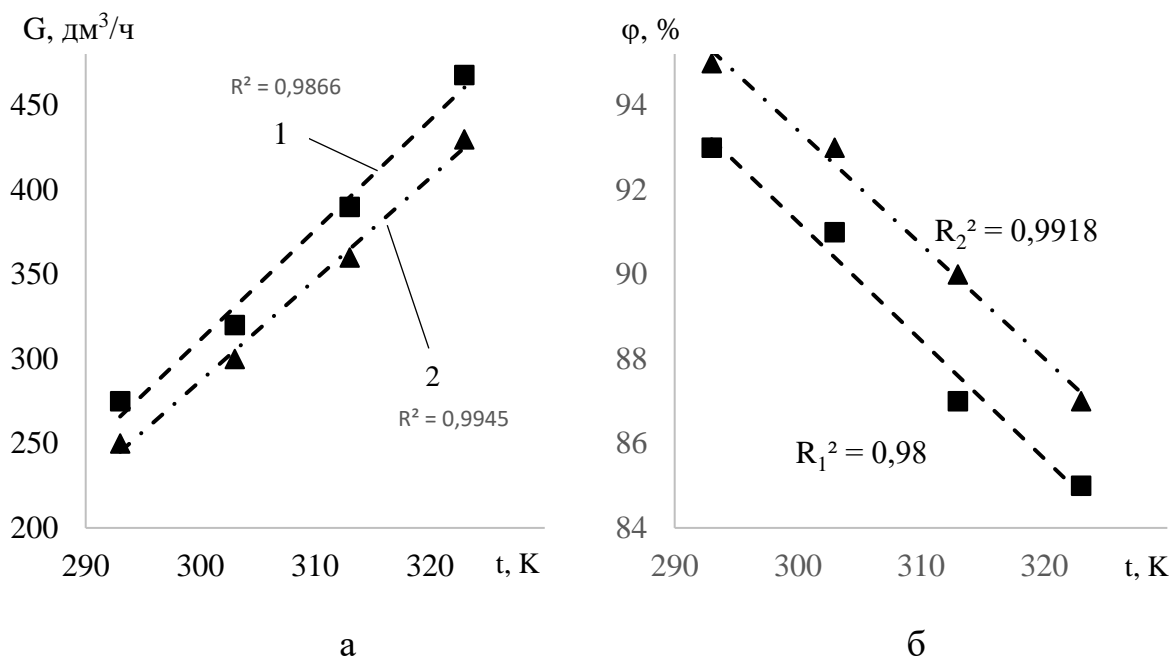 G, дм³/ч
R² = 0,9866
1
450
400
350
300
250
200
2
R² = 0,9945
290 300 310 320 t, K
а
φ, %
94
92
90
88
86
84
R₂² = 0,9918
R₁² = 0,98
290 300 310 320 t, K
б